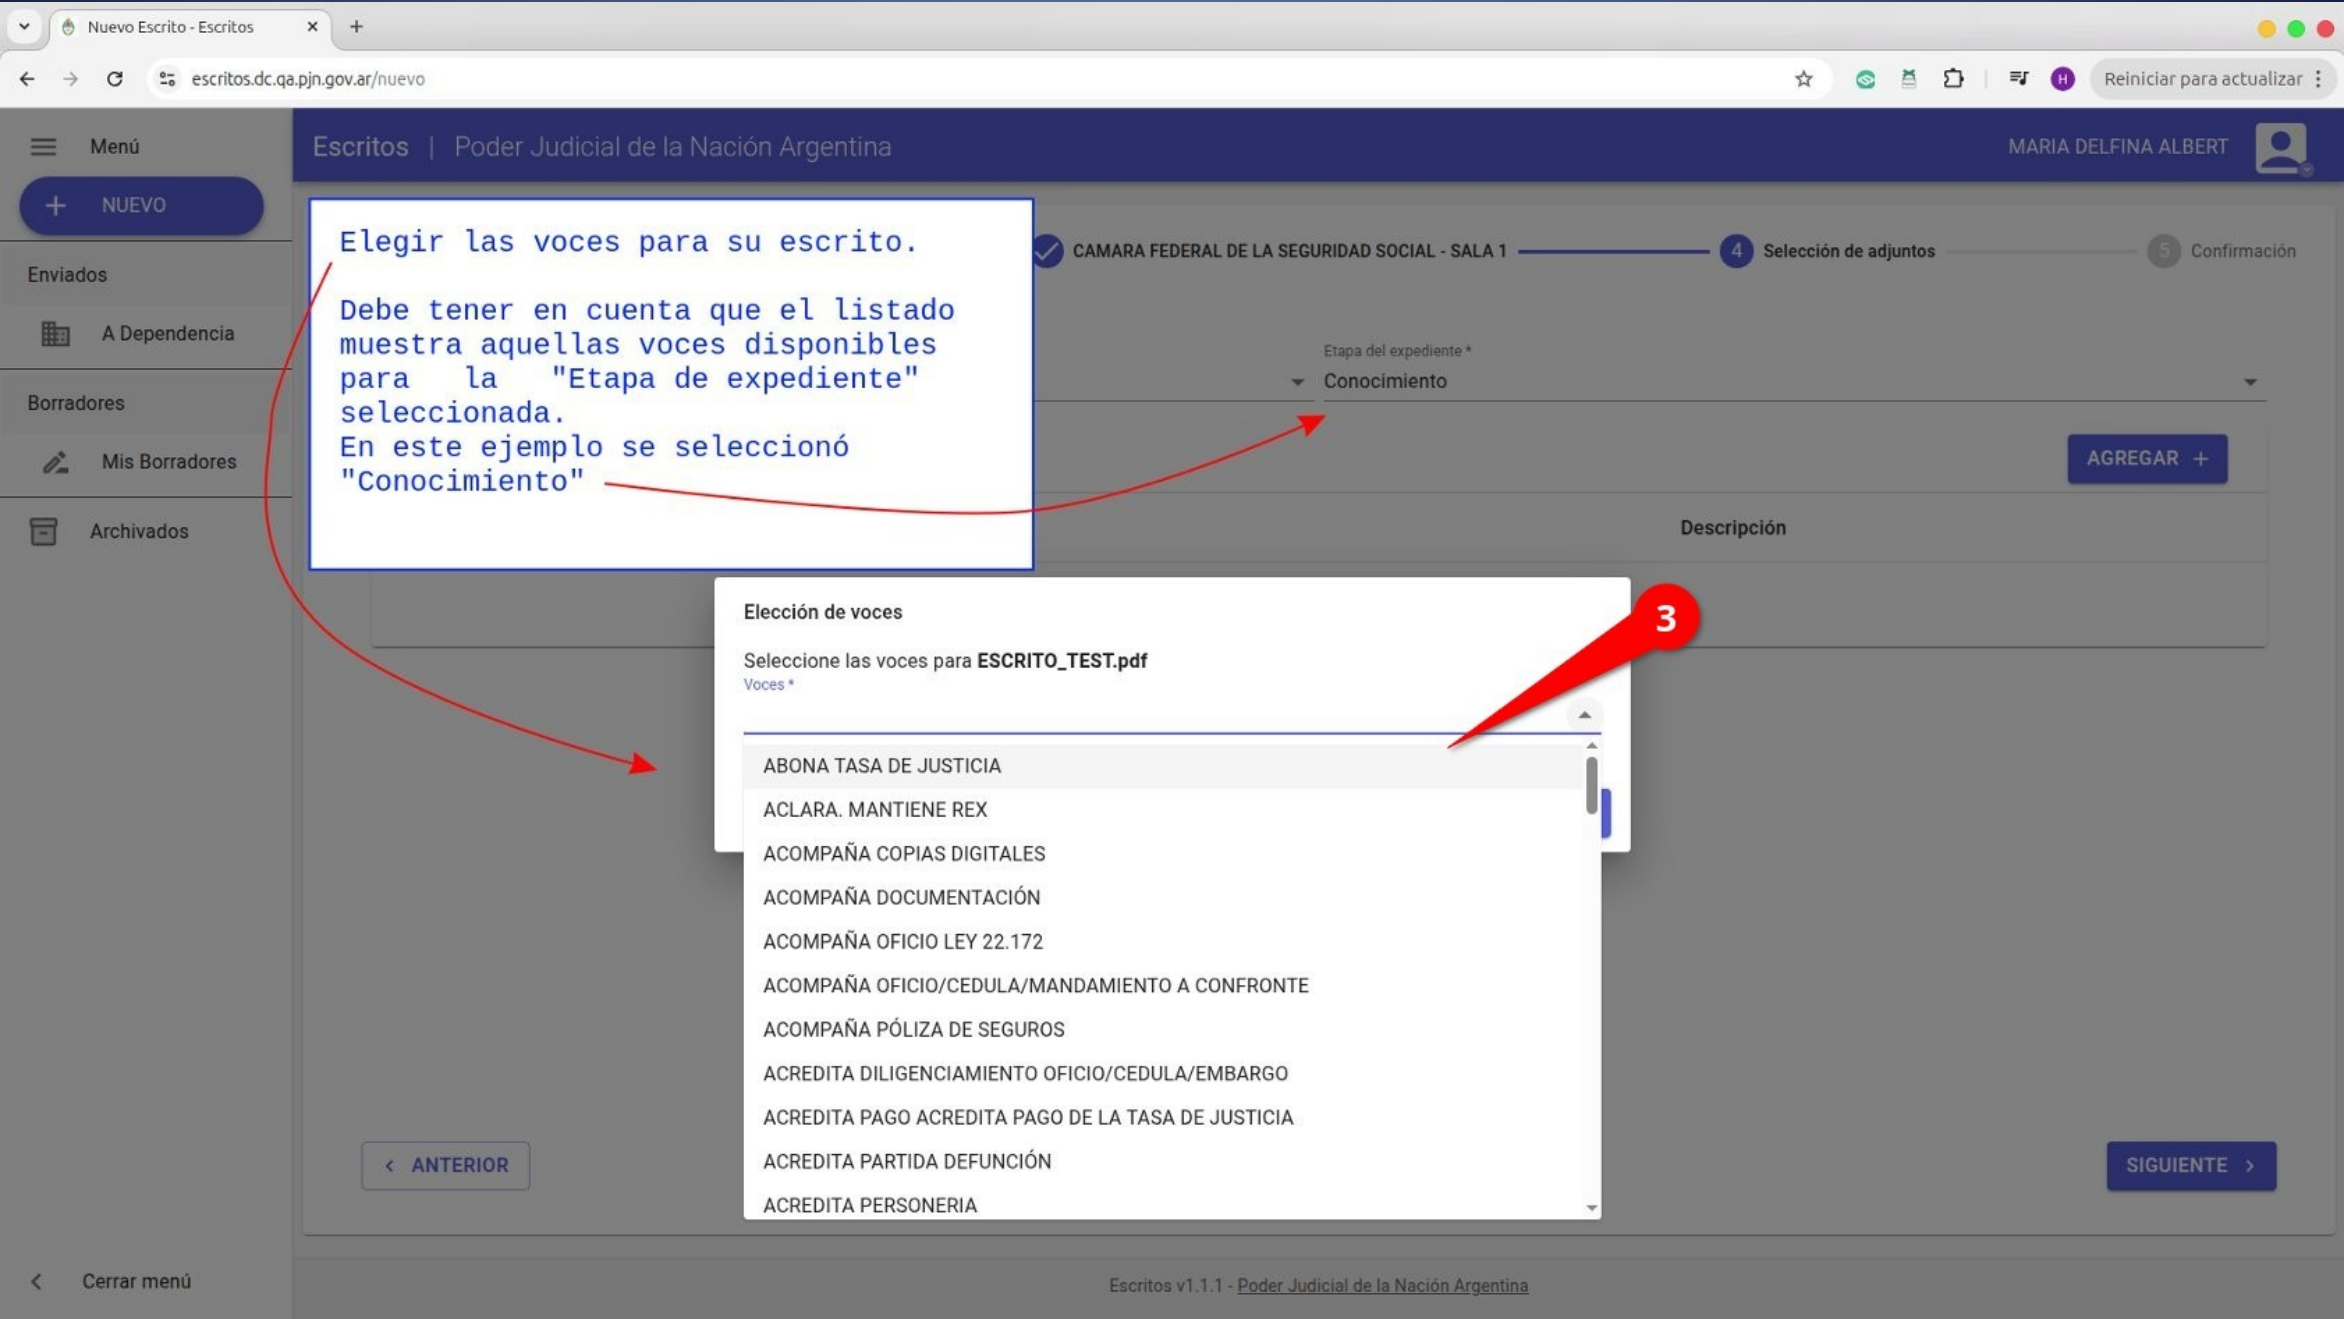 Nuevo Escrito - Escritos
escritos.dc.qa.pjn.gov.ar/nuevo
H
Reiniciar para actualizar
Menú
Escritos | Poder Judicial de la Nación Argentina
MARIA DELFINA ALBERT
NUEVO
Enviados
A Dependencia
Borradores
Mis Borradores
Archivados
Elegir las voces para su escrito.
Debe tener en cuenta que el listado
muestra aquellas voces disponibles
para la "Etapa de expediente"
seleccionada.
En este ejemplo se seleccionó
"Conocimiento"
CAMARA FEDERAL DE LA SEGURIDAD SOCIAL - SALA 1
4 Selección de adjuntos
5 Confirmación
Etapa del expediente *
Conocimiento
AGREGAR +
Descripción
Elección de voces
3
Seleccione las voces para ESCRITO_TEST.pdf
Voces *
ABONA TASA DE JUSTICIA
ACLARA. MANTIENE REX
ACOMPAÑA COPIAS DIGITALES
ACOMPAÑA DOCUMENTACIÓN
ACOMPAÑA OFICIO LEY 22.172
ACOMPAÑA OFICIO/CEDULA/MANDAMIENTO A CONFRONTE
ACOMPAÑA PÓLIZA DE SEGUROS
ACREDITA DILIGENCIAMIENTO OFICIO/CEDULA/EMBARGO
ACREDITA PAGO ACREDITA PAGO DE LA TASA DE JUSTICIA
ACREDITA PARTIDA DEFUNCIÓN
ACREDITA PERSONERIA
ANTERIOR
SIGUIENTE
Cerrar menú
Escritos v1.1.1 - Poder Judicial de la Nación Argentina